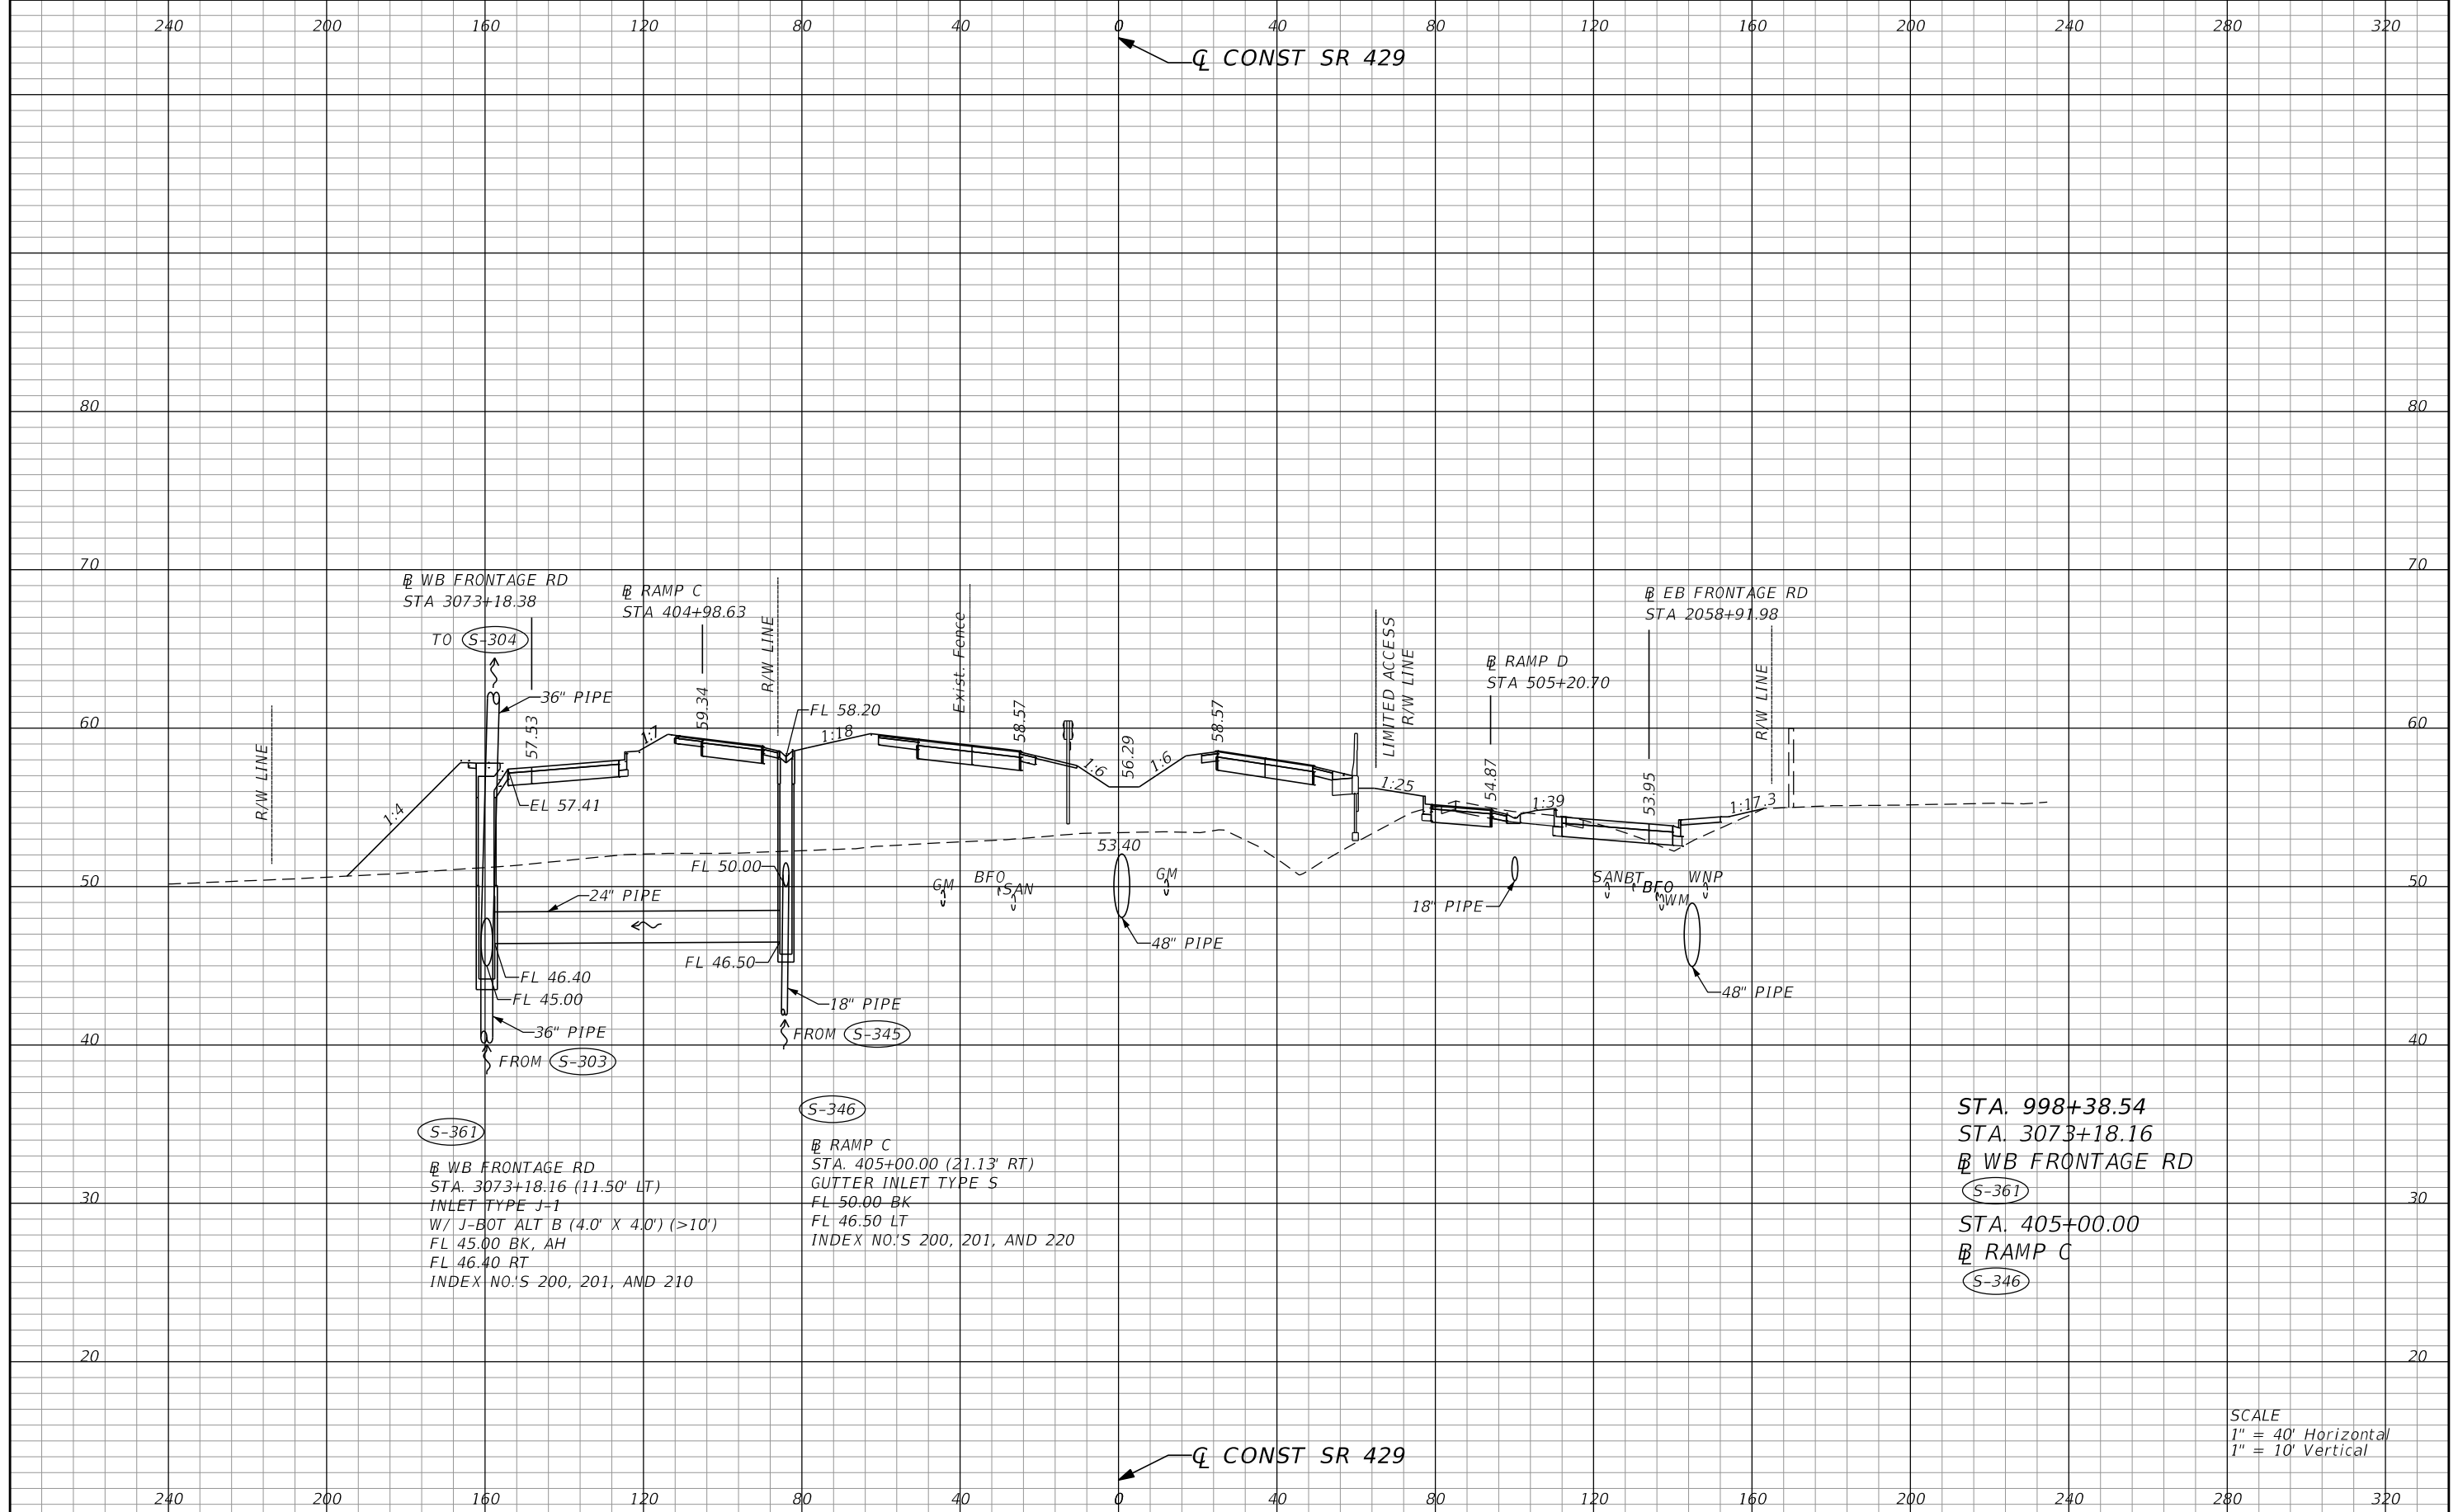 240 200 160 120 80 40 0 40 80 120 160 200 240 280 320
℄ CONST SR 429
80 80
70 70
℔ WB FRONTAGE RD
STA 3073+18.38
TO S-304
℔ RAMP C
STA 404+98.63
R/W LINE
Exist. Fence
LIMITED ACCESS
R/W LINE
℔ RAMP D
STA 505+20.70
℔ EB FRONTAGE RD
STA 2058+91.98
R/W LINE
60 60
R/W LINE
36" PIPE
57.53
59.34
FL 58.20
58.57
56.29
58.57
54.87
53.95
1:4
1:7
1:18
1:6
1:6
1:25
1:39
1:17.3
EL 57.41
53.40
50 50
FL 50.00
24" PIPE
GM
BFO
SAN
GM
48" PIPE
18" PIPE
SAN
BT
BFO
WM
WNP
48" PIPE
FL 46.50
FL 46.40
FL 45.00
36" PIPE
18" PIPE
FROM S-345
FROM S-303
40 40
S-361
℔ WB FRONTAGE RD
STA. 3073+18.16 (11.50' LT)
INLET TYPE J-1
W/ J-BOT ALT B (4.0' X 4.0') (>10')
FL 45.00 BK, AH
FL 46.40 RT
INDEX NO.'S 200, 201, AND 210
S-346
℔ RAMP C
STA. 405+00.00 (21.13' RT)
GUTTER INLET TYPE S
FL 50.00 BK
FL 46.50 LT
INDEX NO.'S 200, 201, AND 220
STA. 998+38.54
STA. 3073+18.16
℔ WB FRONTAGE RD
S-361
STA. 405+00.00
℔ RAMP C
S-346
30 30
20 20
SCALE
1" = 40' Horizontal
1" = 10' Vertical
℄ CONST SR 429
240 200 160 120 80 40 0 40 80 120 160 200 240 280 320